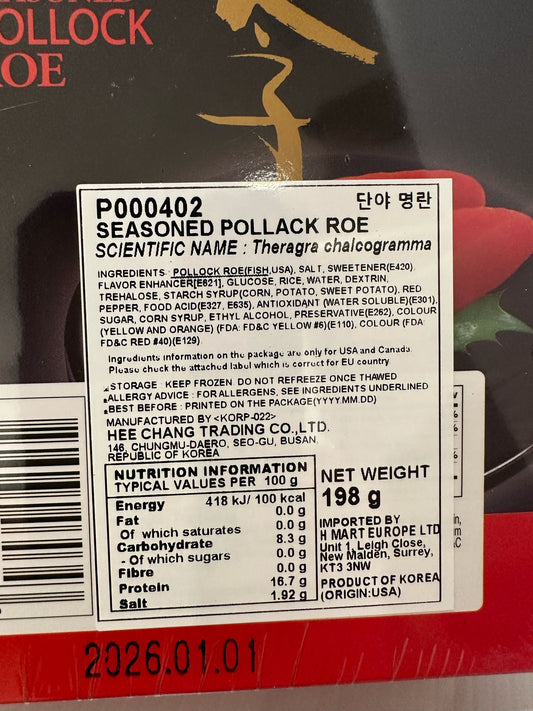 OLLOCK
OE
P000402
단야 명란
SEASONED POLLACK ROE
SCIENTIFIC NAME : Theragra chalcogramma
INGREDIENTS : POLLOCK ROE(FISH,USA), SALT, SWEETENER(E420),
FLAVOR ENHANCER[E621], GLUCOSE, RICE, WATER, DEXTRIN,
TREHALOSE, STARCH SYRUP(CORN, POTATO, SWEET POTATO), RED
PEPPER, FOOD ACID(E327, E635), ANTIOXIDANT (WATER SOLUBLE)(E301),
SUGAR, CORN SYRUP, ETHYL ALCOHOL, PRESERVATIVE(E262), COLOUR
(YELLOW AND ORANGE) (FDA: FD&C YELLOW #6)(E110), COLOUR (FDA:
FD&C RED #40)(E129)
Ingredients information on the package are only for USA and Canada.
Please check the attached label which is correct for EU country
STORAGE : KEEP FROZEN. DO NOT REFREEZE ONCE THAWED
ALLERGY ADVICE : FOR ALLERGENS, SEE INGREDIENTS UNDERLINED
BEST BEFORE : PRINTED ON THE PACKAGE(YYYY.MM.DD)
MANUFACTURED BY <KORP-022>
HEE CHANG TRADING CO.,LTD.
146, CHUNGMU-DAERO, SEO-GU, BUSAN,
REPUBLIC OF KOREA
NUTRITION INFORMATION
TYPICAL VALUES PER 100 g
Energy 418 kJ/ 100 kcal
Fat 0.0 g
Of which saturates 0.0 g
Carbohydrate 8.3 g
- Of which sugars 0.0 g
Fibre 0.0 g
Protein 16.7 g
Salt 1.92 g
NET WEIGHT
198 g
IMPORTED BY
H MART EUROPE LTD
Unit 1, Leigh Close,
New Malden, Surrey,
KT3 3NW
PRODUCT OF KOREA
(ORIGIN:USA)
2026.01.01